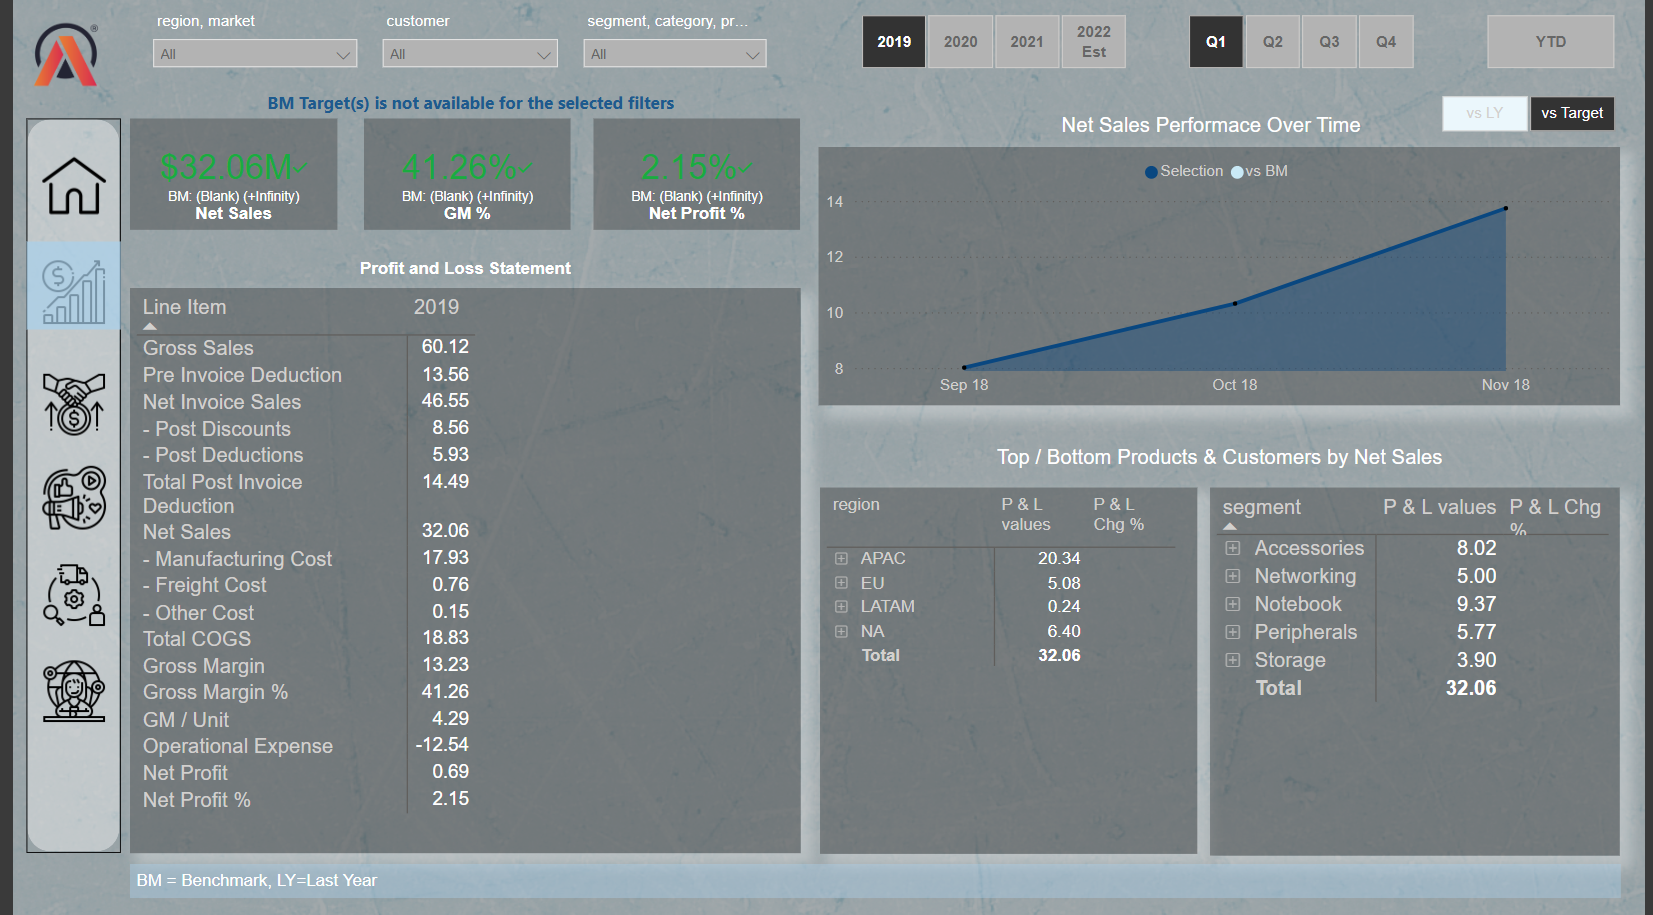 region, market
customer
segment, category, pr...
All
All
All
2019
2020
2021
2022
Est
Q1
Q2
Q3
Q4
YTD
BM Target(s) is not available for the selected filters
vs LY
vs Target
$32.06M
BM: (Blank) (+Infinity)
Net Sales
41.26%
BM: (Blank) (+Infinity)
GM %
2.15%
BM: (Blank) (+Infinity)
Net Profit %
Net Sales Performace Over Time
Selection
vs BM
14
12
10
8
Sep 18
Oct 18
Nov 18
Profit and Loss Statement
Line Item 2019
Gross Sales 60.12
Pre Invoice Deduction 13.56
Net Invoice Sales 46.55
- Post Discounts 8.56
- Post Deductions 5.93
Total Post Invoice 14.49
Deduction
Net Sales 32.06
- Manufacturing Cost 17.93
- Freight Cost 0.76
- Other Cost 0.15
Total COGS 18.83
Gross Margin 13.23
Gross Margin % 41.26
GM / Unit 4.29
Operational Expense -12.54
Net Profit 0.69
Net Profit % 2.15
Top / Bottom Products & Customers by Net Sales
region P & L P & L
values Chg %
APAC 20.34
EU 5.08
LATAM 0.24
NA 6.40
Total 32.06
segment P & L values P & L Chg
%
Accessories 8.02
Networking 5.00
Notebook 9.37
Peripherals 5.77
Storage 3.90
Total 32.06
BM = Benchmark, LY=Last Year